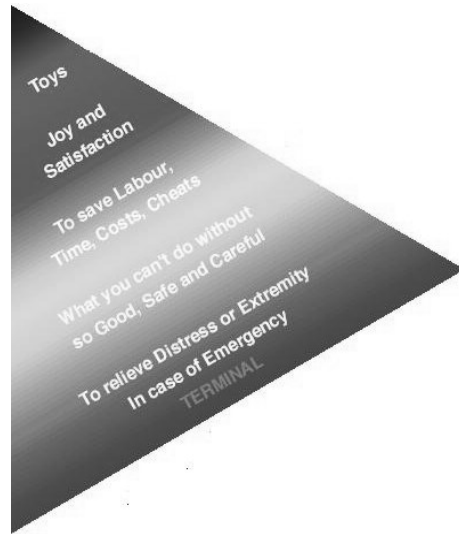 Toys
Joy and
Satisfaction
To save Labour,
Time, Costs, Cheats
What you can't do without
so Good, Safe and Careful
To relieve Distress or Extremity
In case of Emergency
TERMINAL